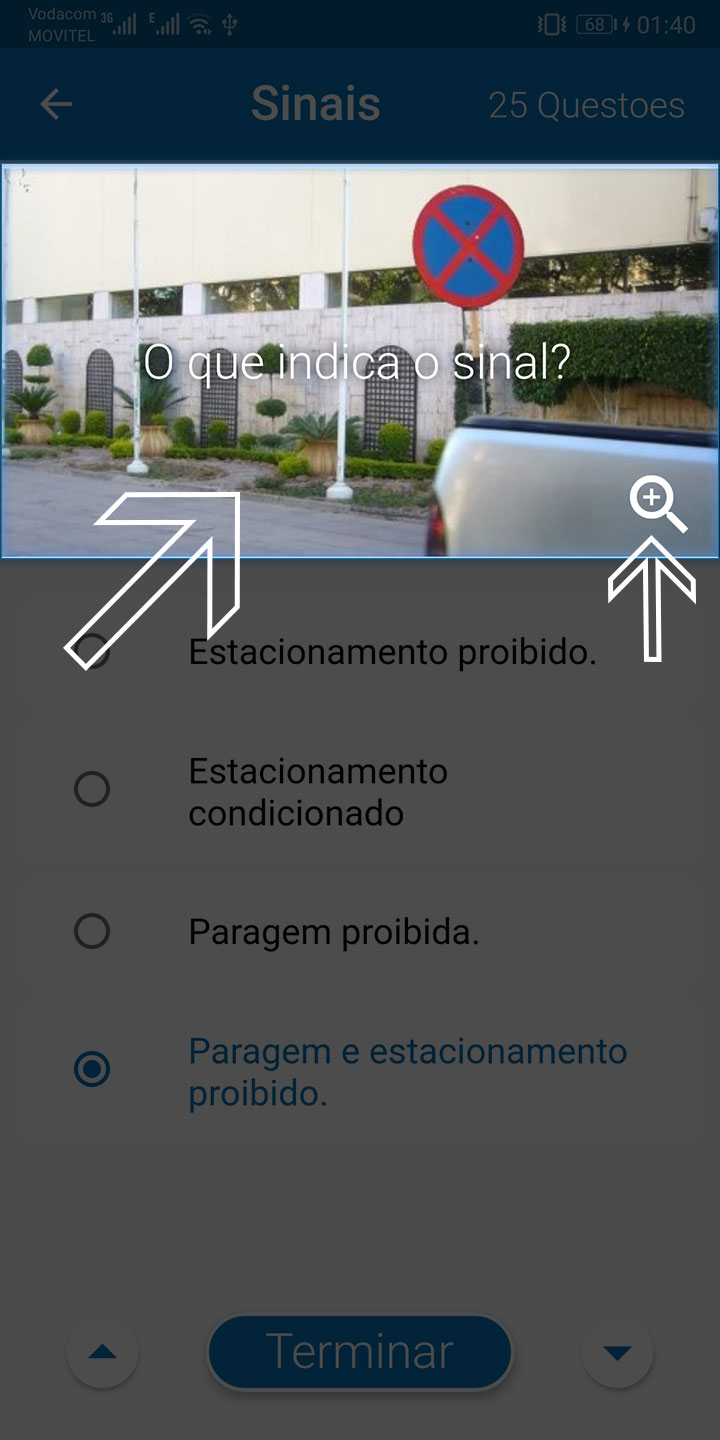 Vodacom 3G E 68 01:40
MOVITEL
Sinais 25 Questoes
O que indica o sinal?
Estacionamento proibido.
Estacionamento
condicionado
Paragem proibida.
Paragem e estacionamento
proibido.
Terminar